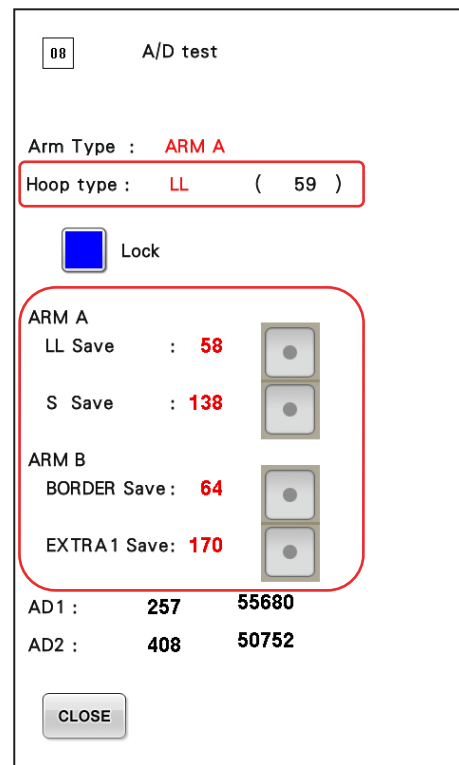 08 A/D test
Arm Type : ARM A
Hoop type : LL ( 59 )
Lock
ARM A
LL Save : 58
S Save : 138
ARM B
BORDER Save : 64
EXTRA1 Save: 170
AD1 : 257 55680
AD2 : 408 50752
CLOSE